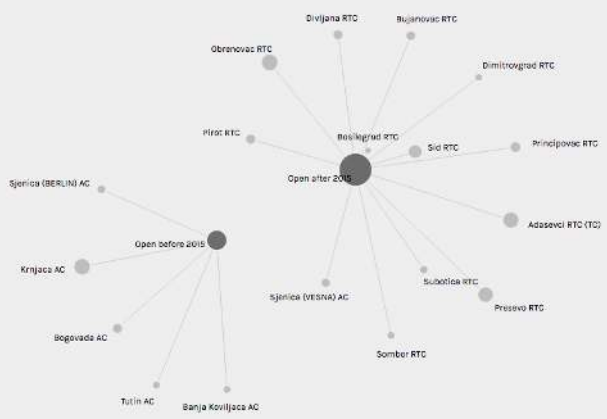 Divljana RTC
Bujanovac RTC
Obrenovac RTC
Dimitrovgrad RTC
Pirot RTC
Bosilegrad RTC
Sid RTC
Principovac RTC
Open after 2015
Sjenica (BERLIN) AC
Adasevci RTC (TC)
Open before 2015
Krnjaca AC
Subotica RTC
Sjenica (VESNA) AC
Presevo RTC
Bogovada AC
Sombor RTC
Tutin AC
Banja Koviljaca AC